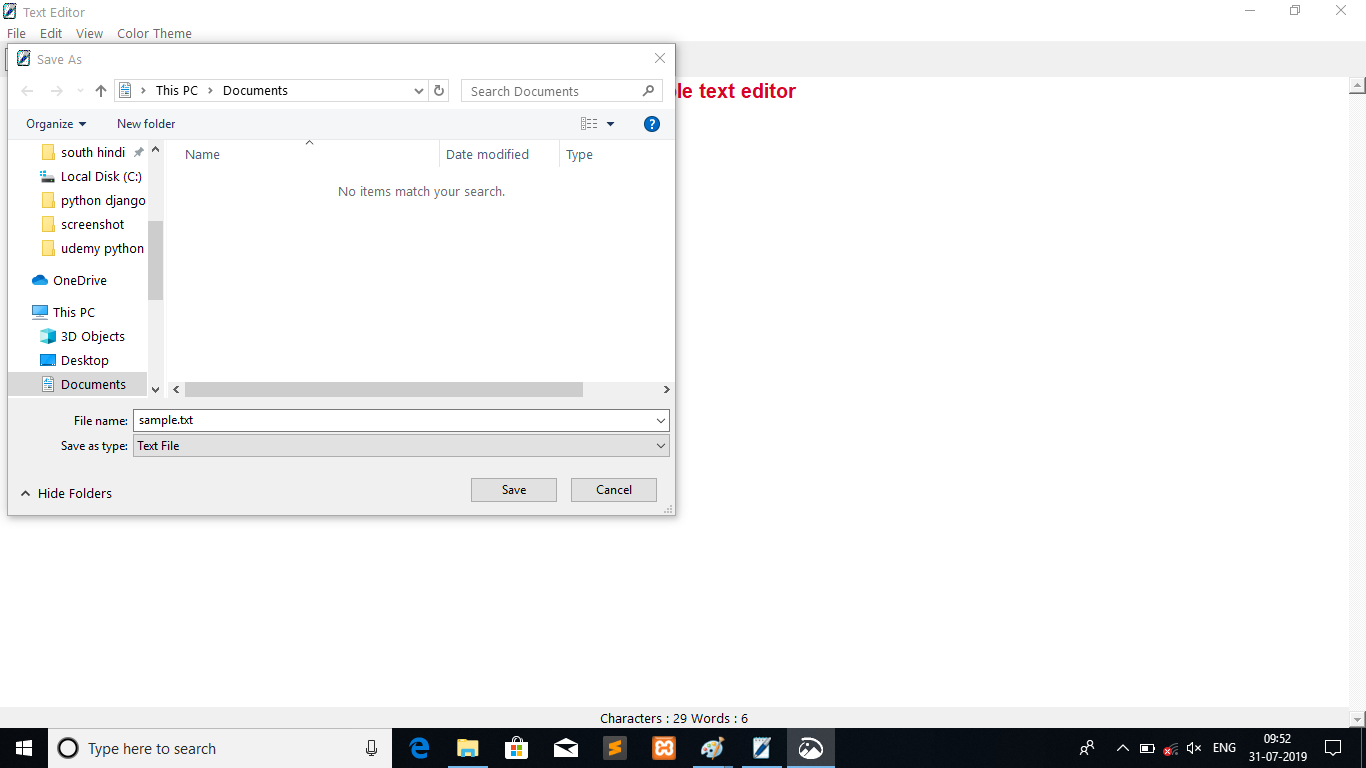 Text Editor
File Edit View Color Theme
Save As
This PC Documents
Search Documents
Organize New folder
Name Date modified Type
No items match your search.
south hindi
Local Disk (C:)
python django
screenshot
udemy python
OneDrive
This PC
3D Objects
Desktop
Documents
File name: sample.txt
Save as type: Text File
Hide Folders
Save Cancel
text editor
Characters : 29 Words : 6
Type here to search
ENG
09:52
31-07-2019